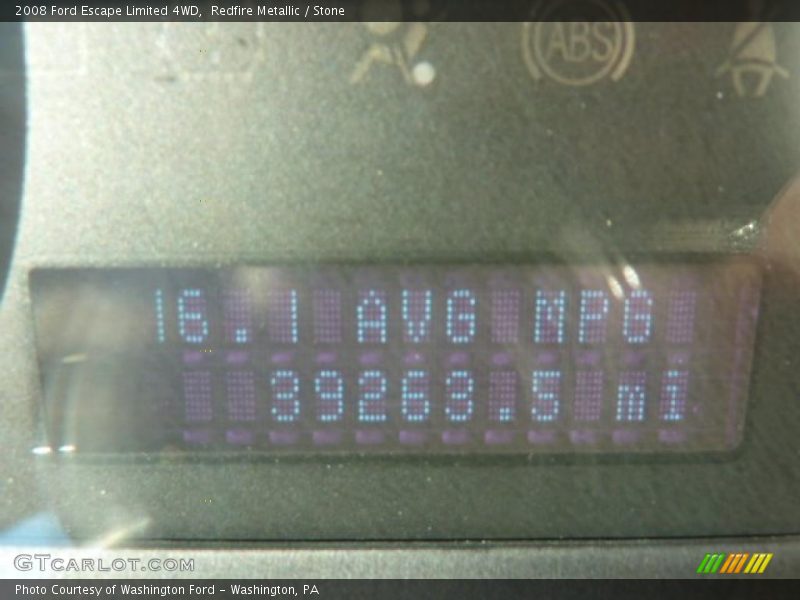 2008 Ford Escape Limited 4WD, Redfire Metallic / Stone
ABS
16.1 AVG MPG
39263.5 mi
GTCARLOT.COM
Photo Courtesy of Washington Ford - Washington, PA